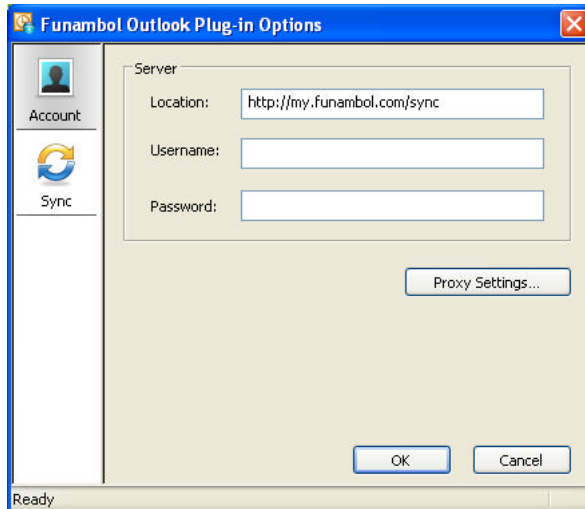 Funambol Outlook Plug-in Options
Account
Sync
Server
Location: http://my.funambol.com/sync
Username:
Password:
Proxy Settings...
OK Cancel
Ready